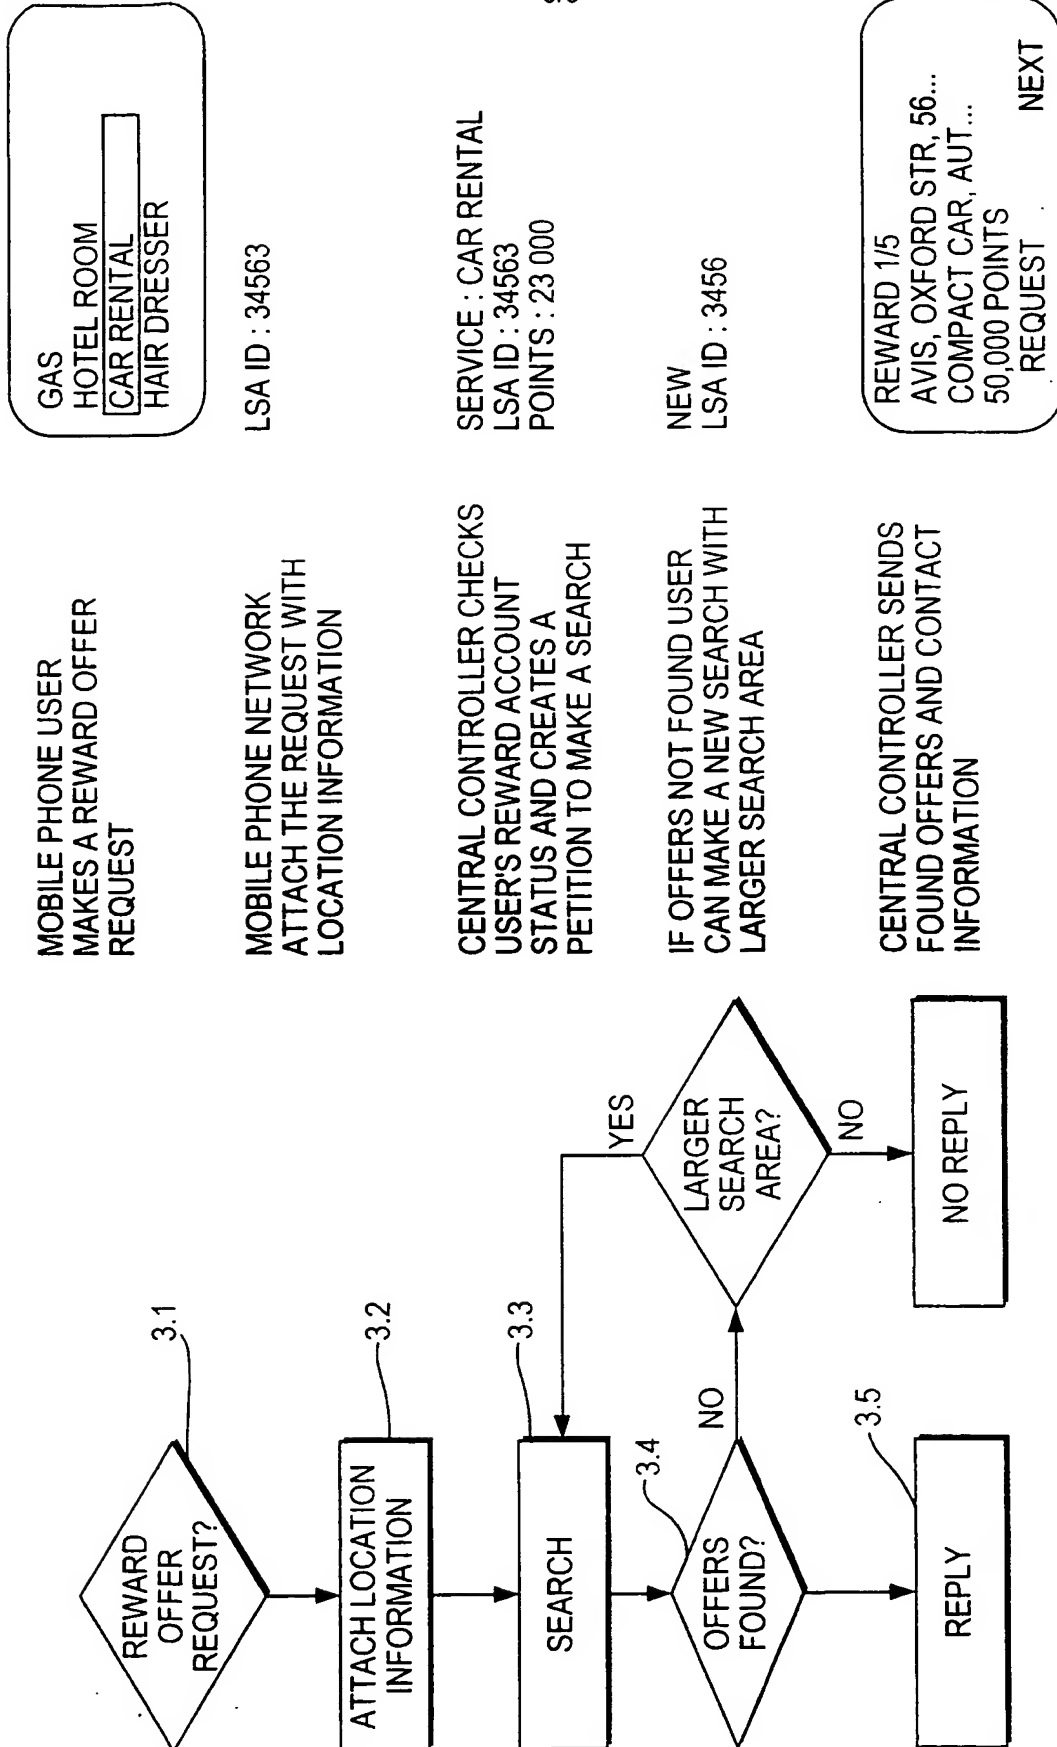 REWARD
OFFER
REQUEST?
3.1
ATTACH LOCATION
INFORMATION
3.2
SEARCH
3.3
OFFERS
FOUND?
3.4
NO
LARGER
SEARCH
AREA?
YES
NO
REPLY
3.5
NO REPLY
MOBILE PHONE USER
MAKES A REWARD OFFER
REQUEST
MOBILE PHONE NETWORK
ATTACH THE REQUEST WITH
LOCATION INFORMATION
CENTRAL CONTROLLER CHECKS
USER'S REWARD ACCOUNT
STATUS AND CREATES A
PETITION TO MAKE A SEARCH
IF OFFERS NOT FOUND USER
CAN MAKE A NEW SEARCH WITH
LARGER SEARCH AREA
CENTRAL CONTROLLER SENDS
FOUND OFFERS AND CONTACT
INFORMATION
GAS
HOTEL ROOM
CAR RENTAL
HAIR DRESSER
LSA ID : 34563
SERVICE : CAR RENTAL
LSA ID : 34563
POINTS : 23 000
NEW
LSA ID : 3456
REWARD 1/5
AVIS, OXFORD STR, 56...
COMPACT CAR, AUT...
50,000 POINTS
REQUEST NEXT